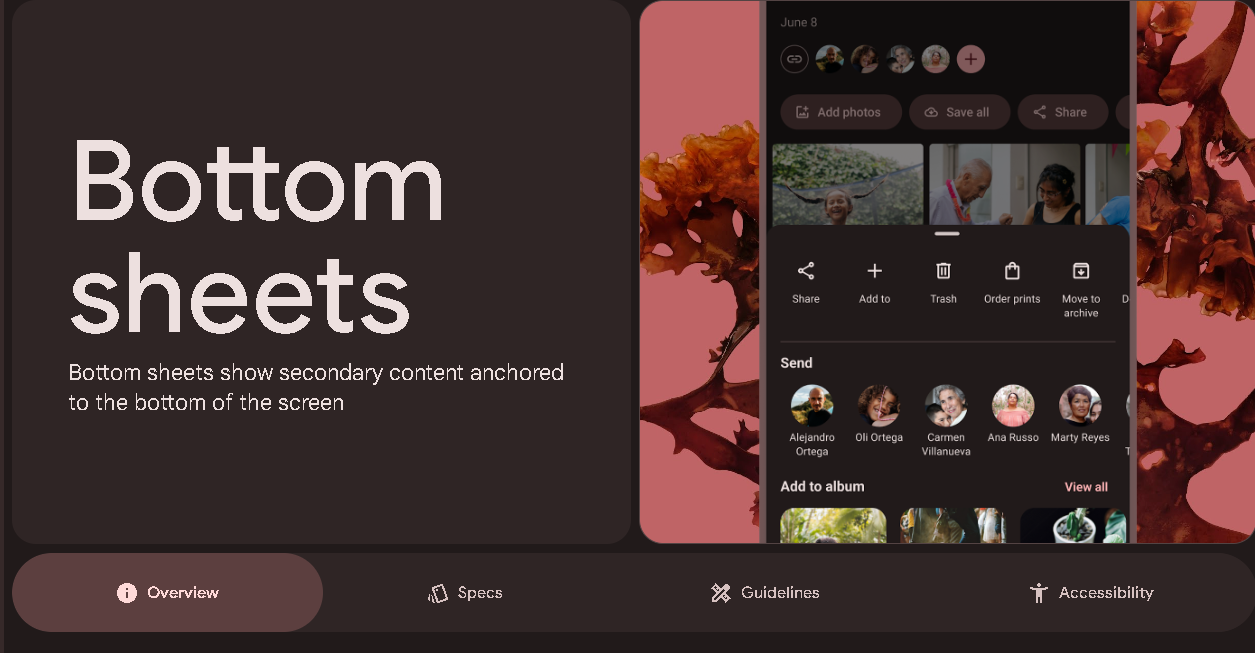 Bottom
sheets
Bottom sheets show secondary content anchored
to the bottom of the screen
June 8
Add photos
Save all
Share
Share
Add to
Trash
Order prints
Move to
archive
Send
Alejandro
Ortega
Oli Ortega
Carmen
Villanueva
Ana Russo
Marty Reyes
Add to album
View all
Overview
Specs
Guidelines
Accessibility